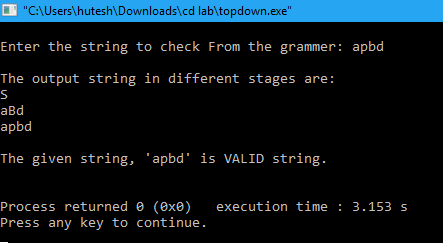 "C:\Users\hutesh\Downloads\cd lab\topdown.exe"
Enter the string to check From the grammer: apbd
The output string in different stages are:
S
aBd
apbd
The given string, 'apbd' is VALID string.
Process returned 0 (0x0)   execution time : 3.153 s
Press any key to continue.